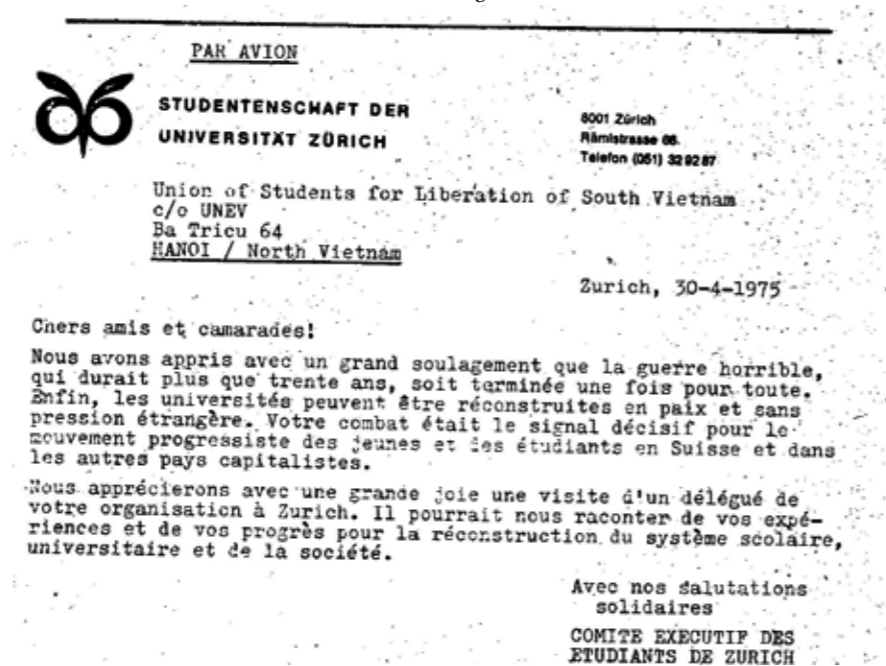 PAR AVION
STUDENTENSCHAFT DER
UNIVERSITÄT ZÜRICH
8001 Zürich
Rämistrasse 66.
Telefon (051) 32 92 87
Union of Students for Liberation of South Vietnam
c/o UNEV
Ba Tricu 64
HANOI / North Vietnam
Zurich, 30-4-1975
Chers amis et camarades!
Nous avons appris avec un grand soulagement que la guerre horrible,
qui durait plus que trente ans, soit terminée une fois pour toute.
Enfin, les universités peuvent être réconstruites en paix et sans
pression étrangère. Votre combat était le signal décisif pour le
mouvement progressiste des jeunes et des étudiants en Suisse et dans
les autres pays capitalistes.
Nous apprécierons avec une grande joie une visite d'un délégué de
votre organisation à Zurich. Il pourrait nous raconter de vos expé-
riences et de vos progrès pour la réconstruction du système scolaire,
universitaire et de la société.
Avec nos salutations
solidaires
COMITE EXECUTIF DES
ETUDIANTS DE ZURICH